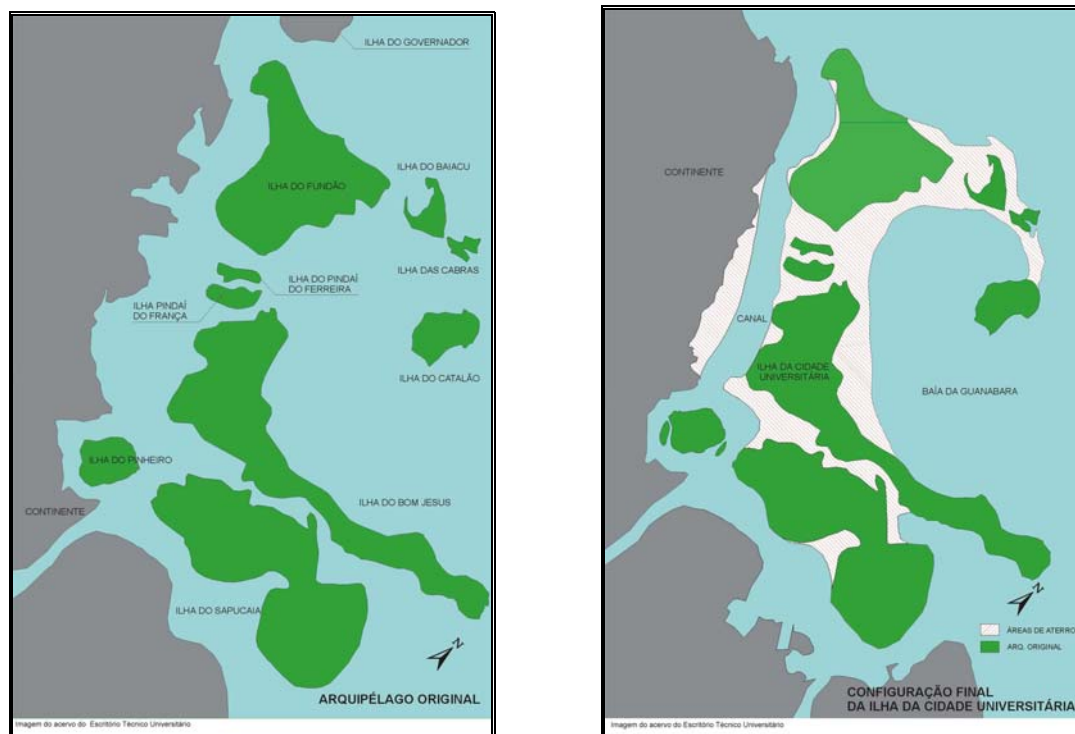 ILHA DO GOVERNADOR
ILHA DO BAIACU
ILHA DO FUNDÃO
ILHA DAS CABRAS
ILHA DO PINDAÍ
DO FERREIRA
ILHA PINDAÍ
DO FRANÇA
ILHA DO CATALÃO
ILHA DO PINHEIRO
ILHA DO BOM JESUS
CONTINENTE
ILHA DO SAPUCAIA
N
ARQUIPÉLAGO ORIGINAL
Imagem do acervo do Escritório Técnico Universitário
CONTINENTE
CANAL
ILHA DA CIDADE
UNIVERSITÁRIA
BAÍA DA GUANABARA
N
ÁREAS DE ATERRO
ARQ. ORIGINAL
CONFIGURAÇÃO FINAL
DA ILHA DA CIDADE UNIVERSITÁRIA
Imagem do acervo do Escritório Técnico Universitário